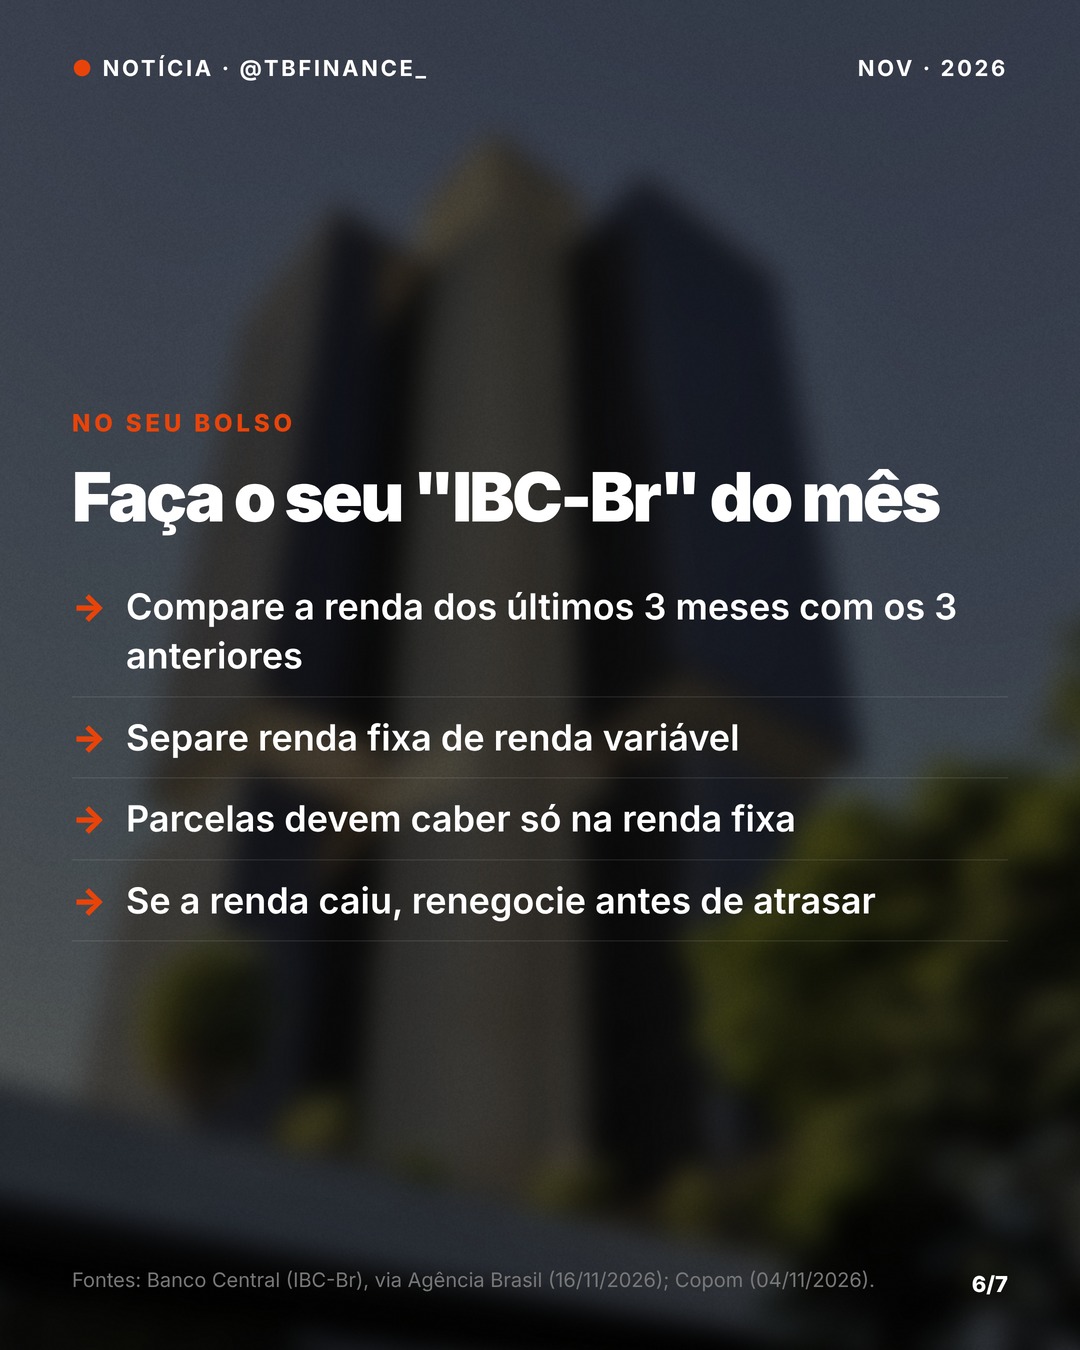 NOTÍCIA · @TBFINANCE_
NOV · 2026
NO SEU BOLSO
Faça o seu "IBC-Br" do mês
→ Compare a renda dos últimos 3 meses com os 3
anteriores
→ Separe renda fixa de renda variável
→ Parcelas devem caber só na renda fixa
→ Se a renda caiu, renegocie antes de atrasar
Fontes: Banco Central (IBC-Br), via Agência Brasil (16/11/2026); Copom (04/11/2026).
6/7